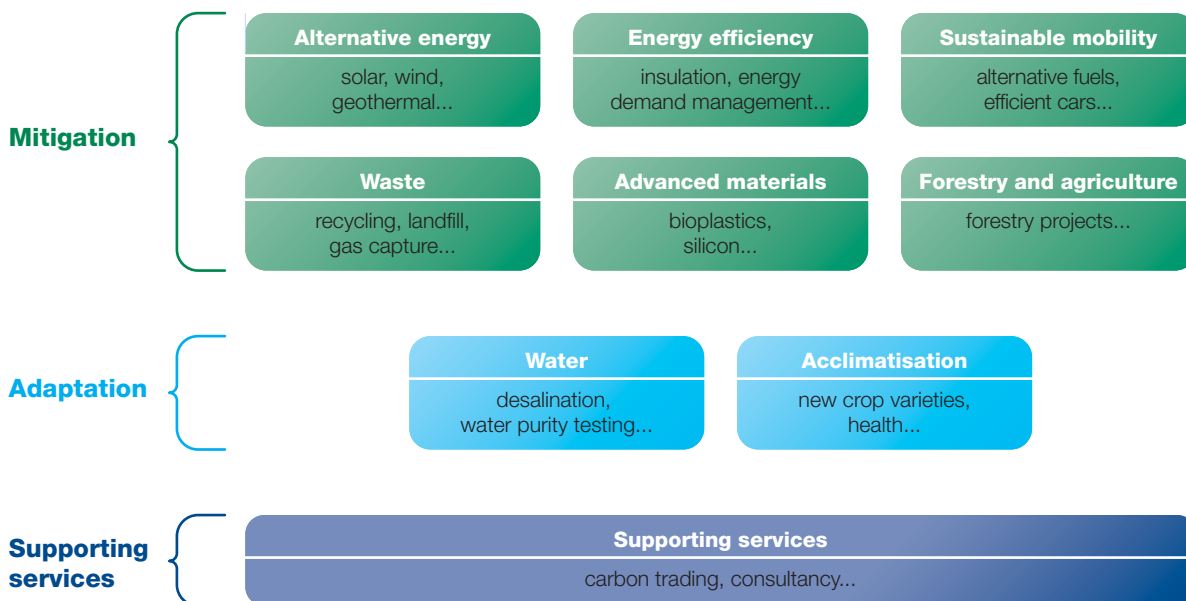 Mitigation
Alternative energy
solar, wind,
geothermal...
Energy efficiency
insulation, energy
demand management...
Sustainable mobility
alternative fuels,
efficient cars...
Waste
recycling, landfill,
gas capture...
Advanced materials
bioplastics,
silicon...
Forestry and agriculture
forestry projects...
Adaptation
Water
desalination,
water purity testing...
Acclimatisation
new crop varieties,
health...
Supporting
services
Supporting services
carbon trading, consultancy...